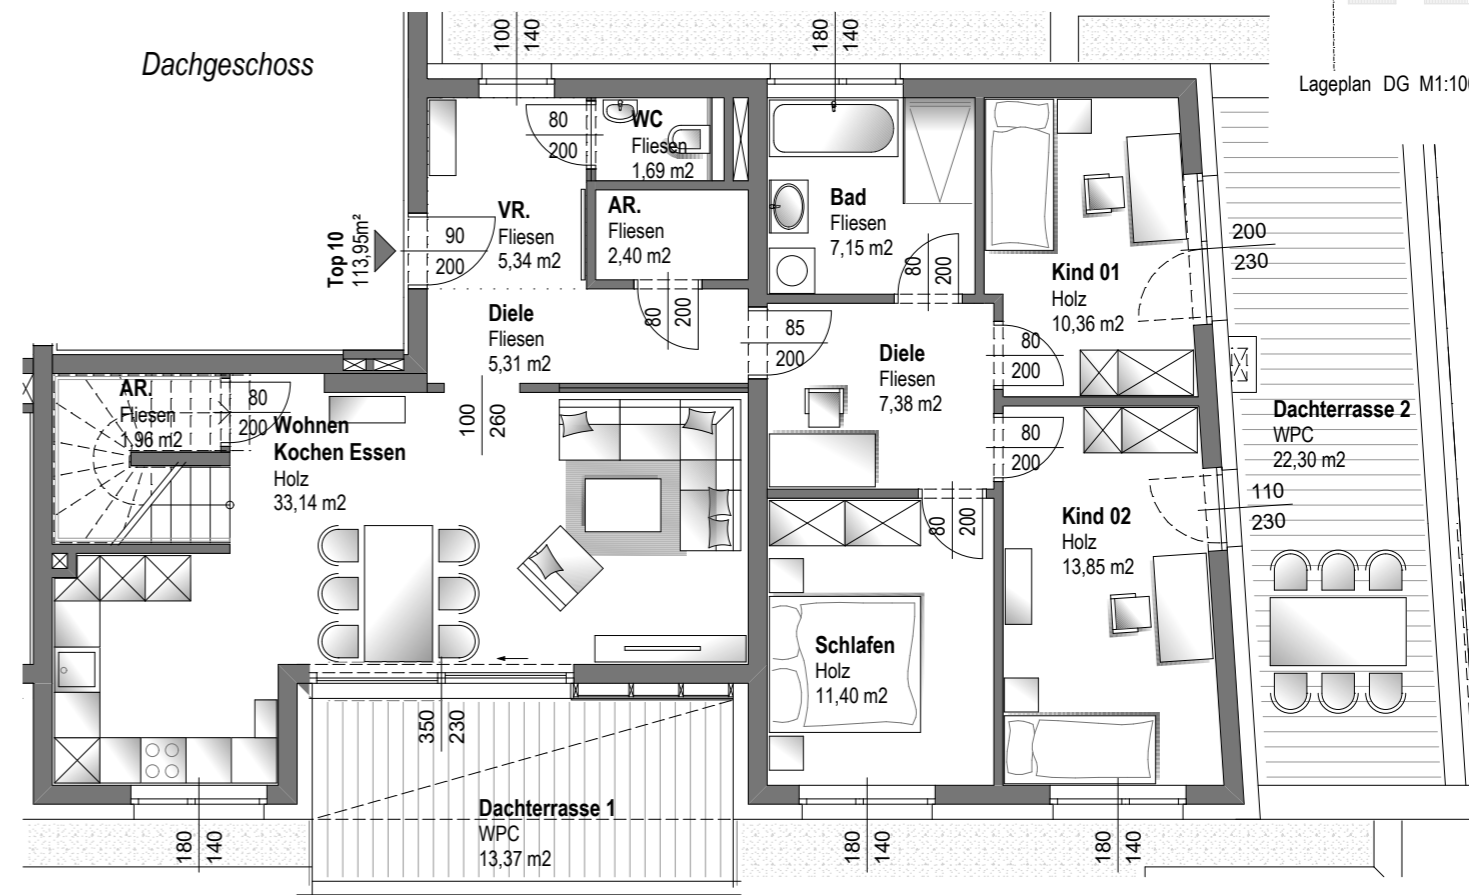 Dachgeschoss
Lageplan DG M1:100
100
140
180
140
80
200
WC
Fliesen
1,69 m2
VR.
Fliesen
5,34 m2
AR.
Fliesen
2,40 m2
Bad
Fliesen
7,15 m2
Top 10
113,95m²
90
200
80
200
80
200
Kind 01
Holz
10,36 m2
200
230
Diele
Fliesen
5,31 m2
85
200
Diele
Fliesen
7,38 m2
80
200
AR.
Fliesen
1,96 m2
80
200
Wohnen
Kochen Essen
Holz
33,14 m2
100
260
80
200
Dachterrasse 2
WPC
22,30 m2
110
230
80
200
Kind 02
Holz
13,85 m2
Schlafen
Holz
11,40 m2
350
230
Dachterrasse 1
WPC
13,37 m2
180
140
180
140
180
140